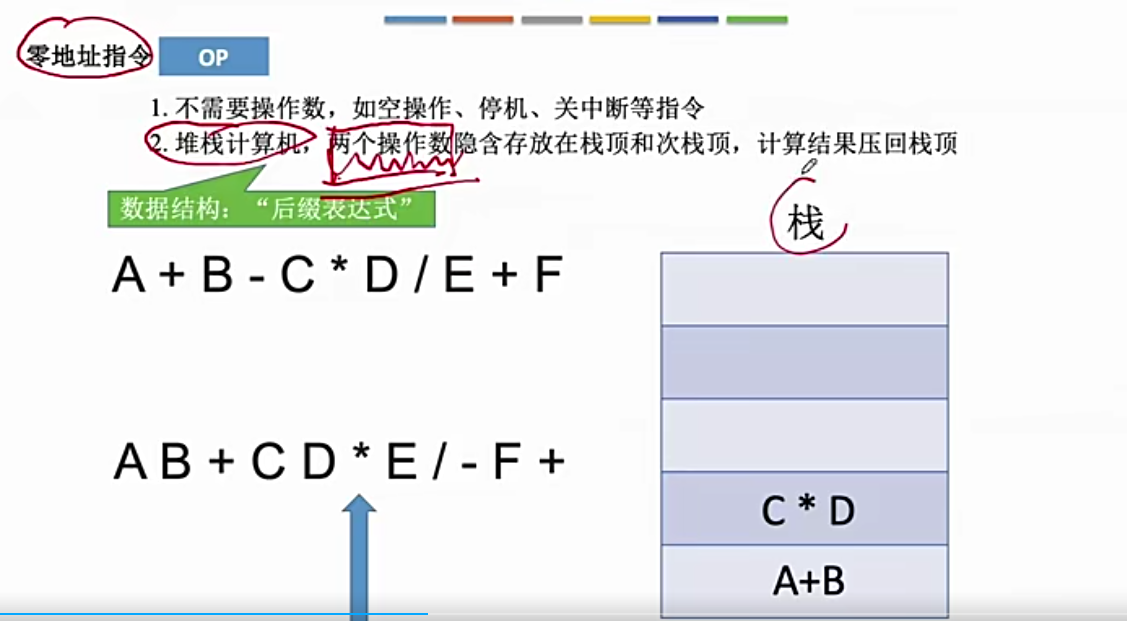 零地址指令 OP
1. 不需要操作数，如空操作、停机、关中断等指令
2. 堆栈计算机，两个操作数隐含存放在栈顶和次栈顶，计算结果压回栈顶
数据结构：“后缀表达式”
栈
A + B - C * D / E + F
A B + C D * E / - F +
C * D
A+B